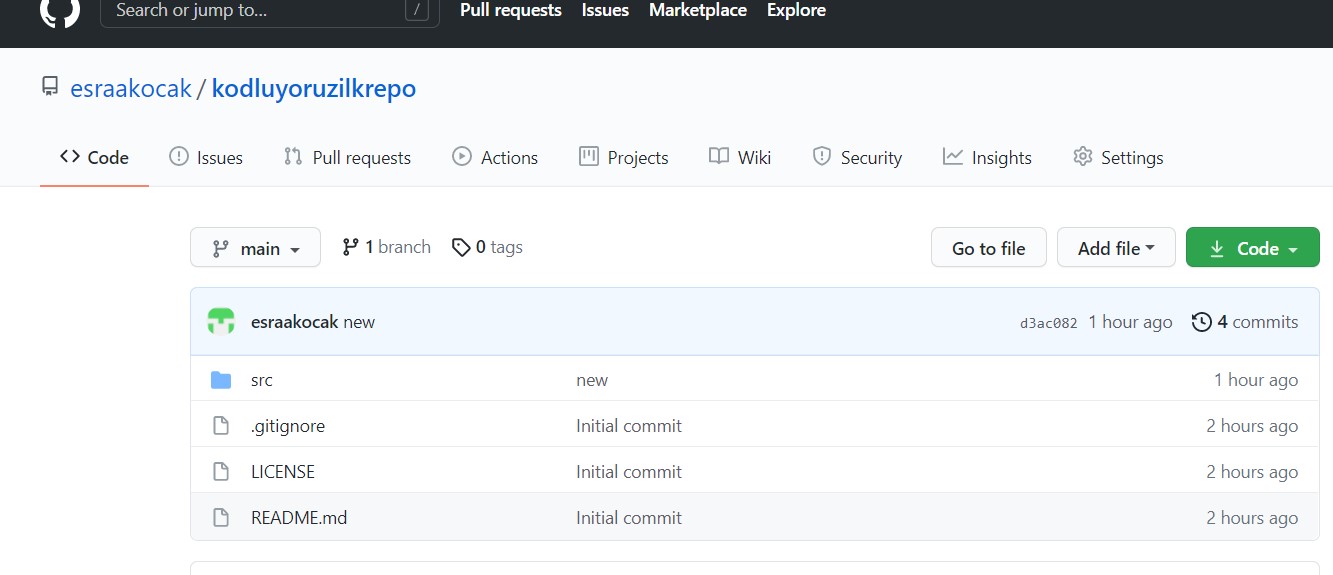 Search or jump to... / Pull requests Issues Marketplace Explore
esraakocak / kodluyoruzilkrepo
Code Issues Pull requests Actions Projects Wiki Security Insights Settings
main 1 branch 0 tags Go to file Add file Code
esraakocak new d3ac082 1 hour ago 4 commits
src new 1 hour ago
.gitignore Initial commit 2 hours ago
LICENSE Initial commit 2 hours ago
README.md Initial commit 2 hours ago